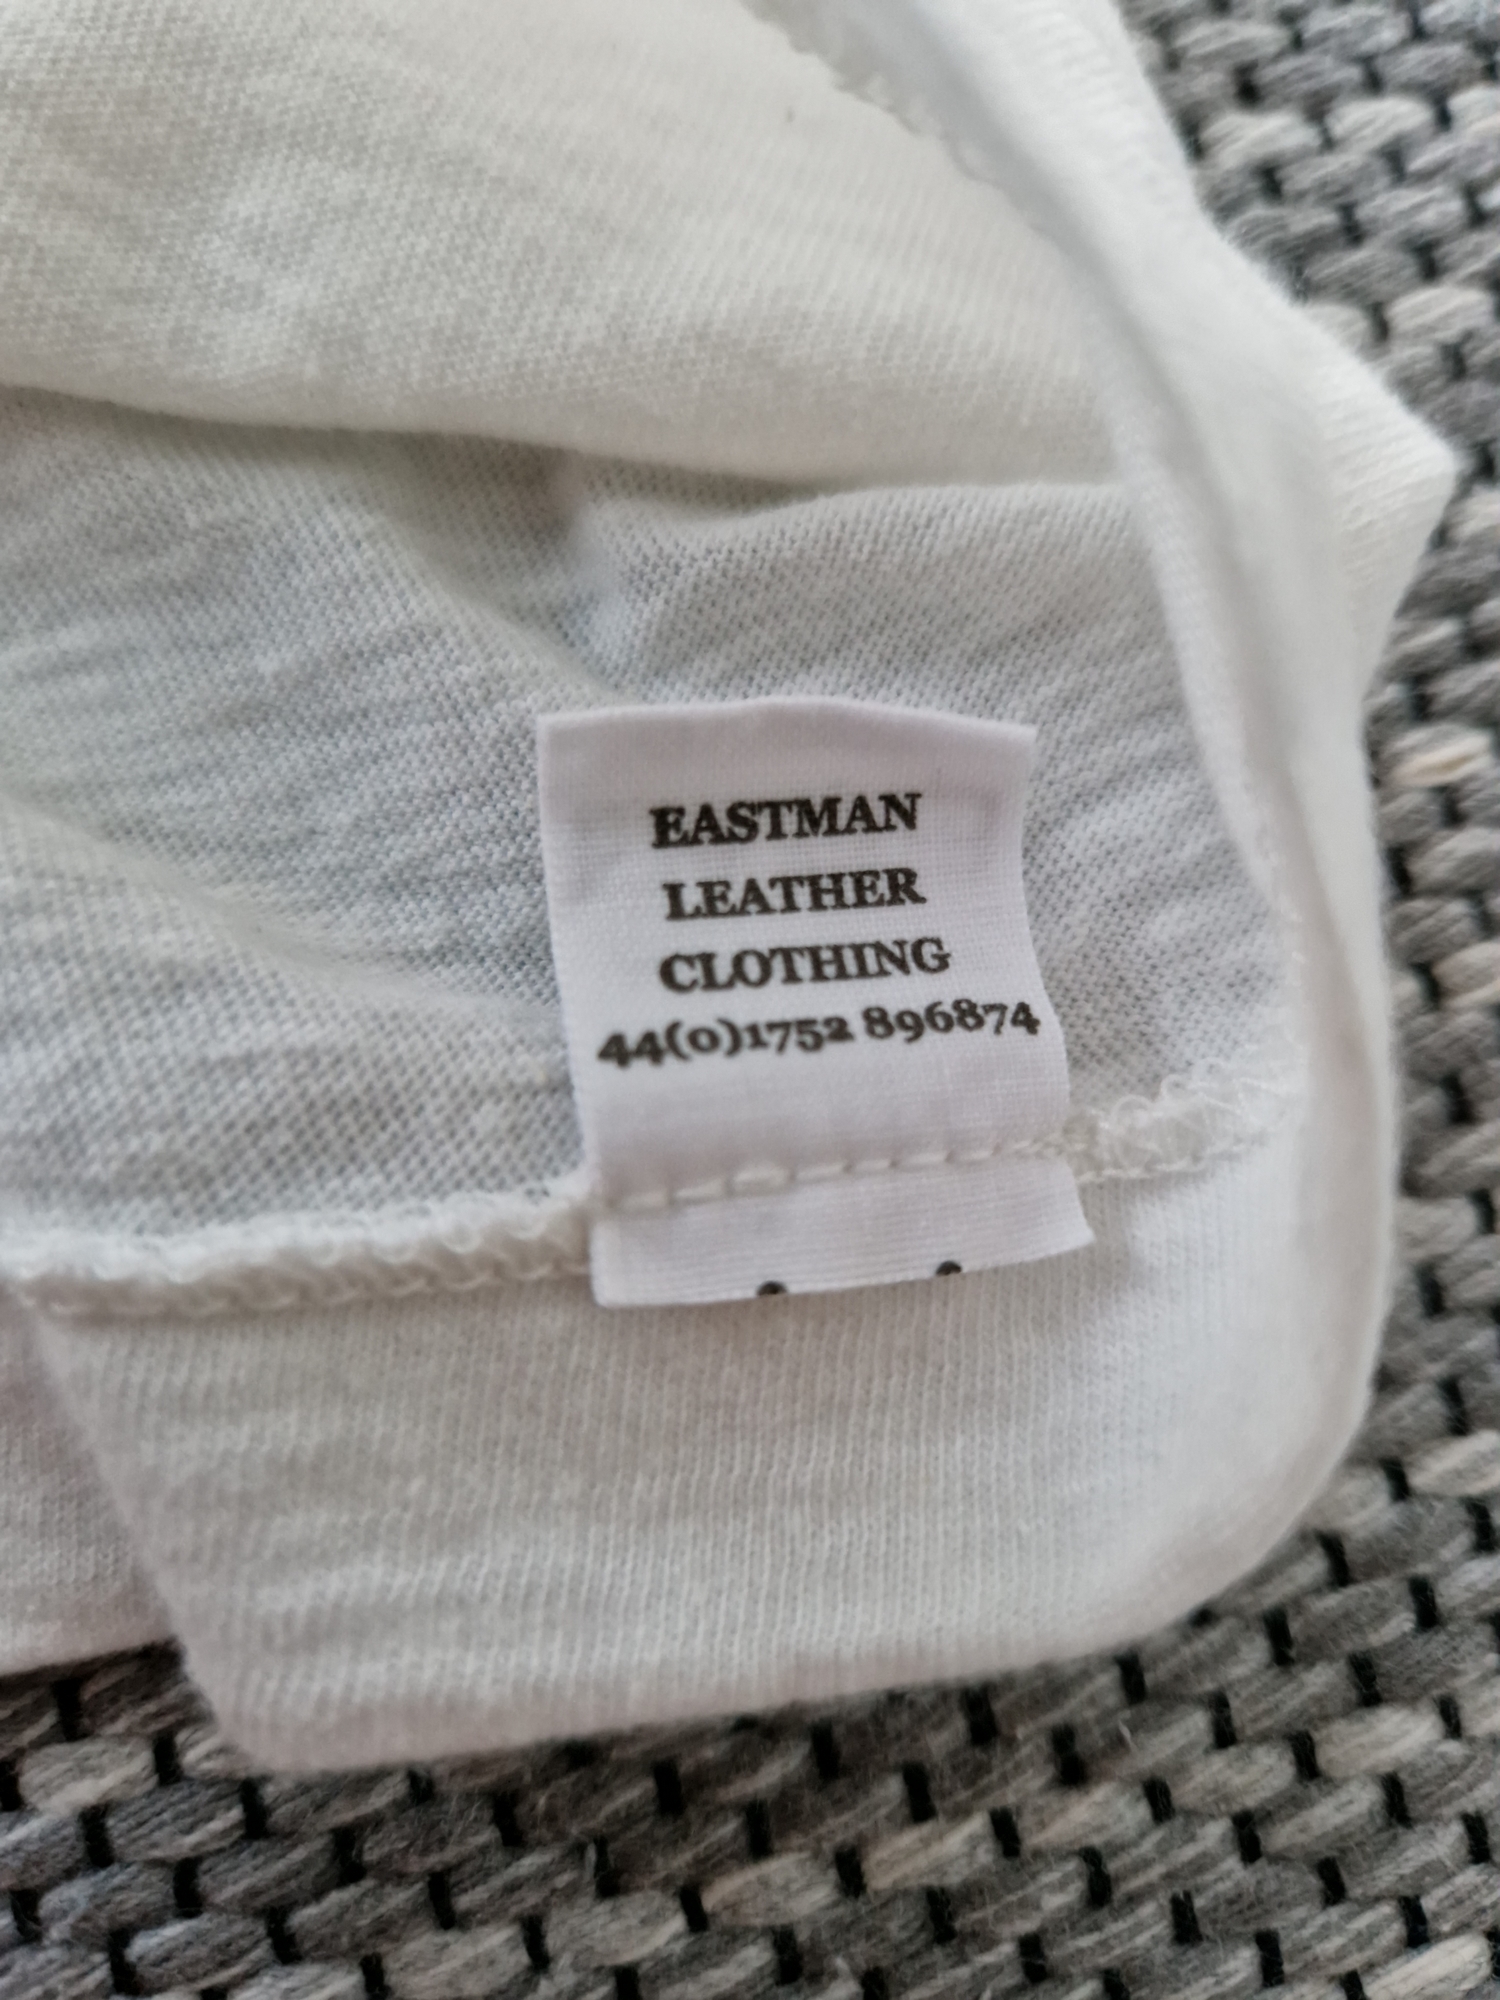 EASTMAN
LEATHER
CLOTHING
44(0)1752 896874